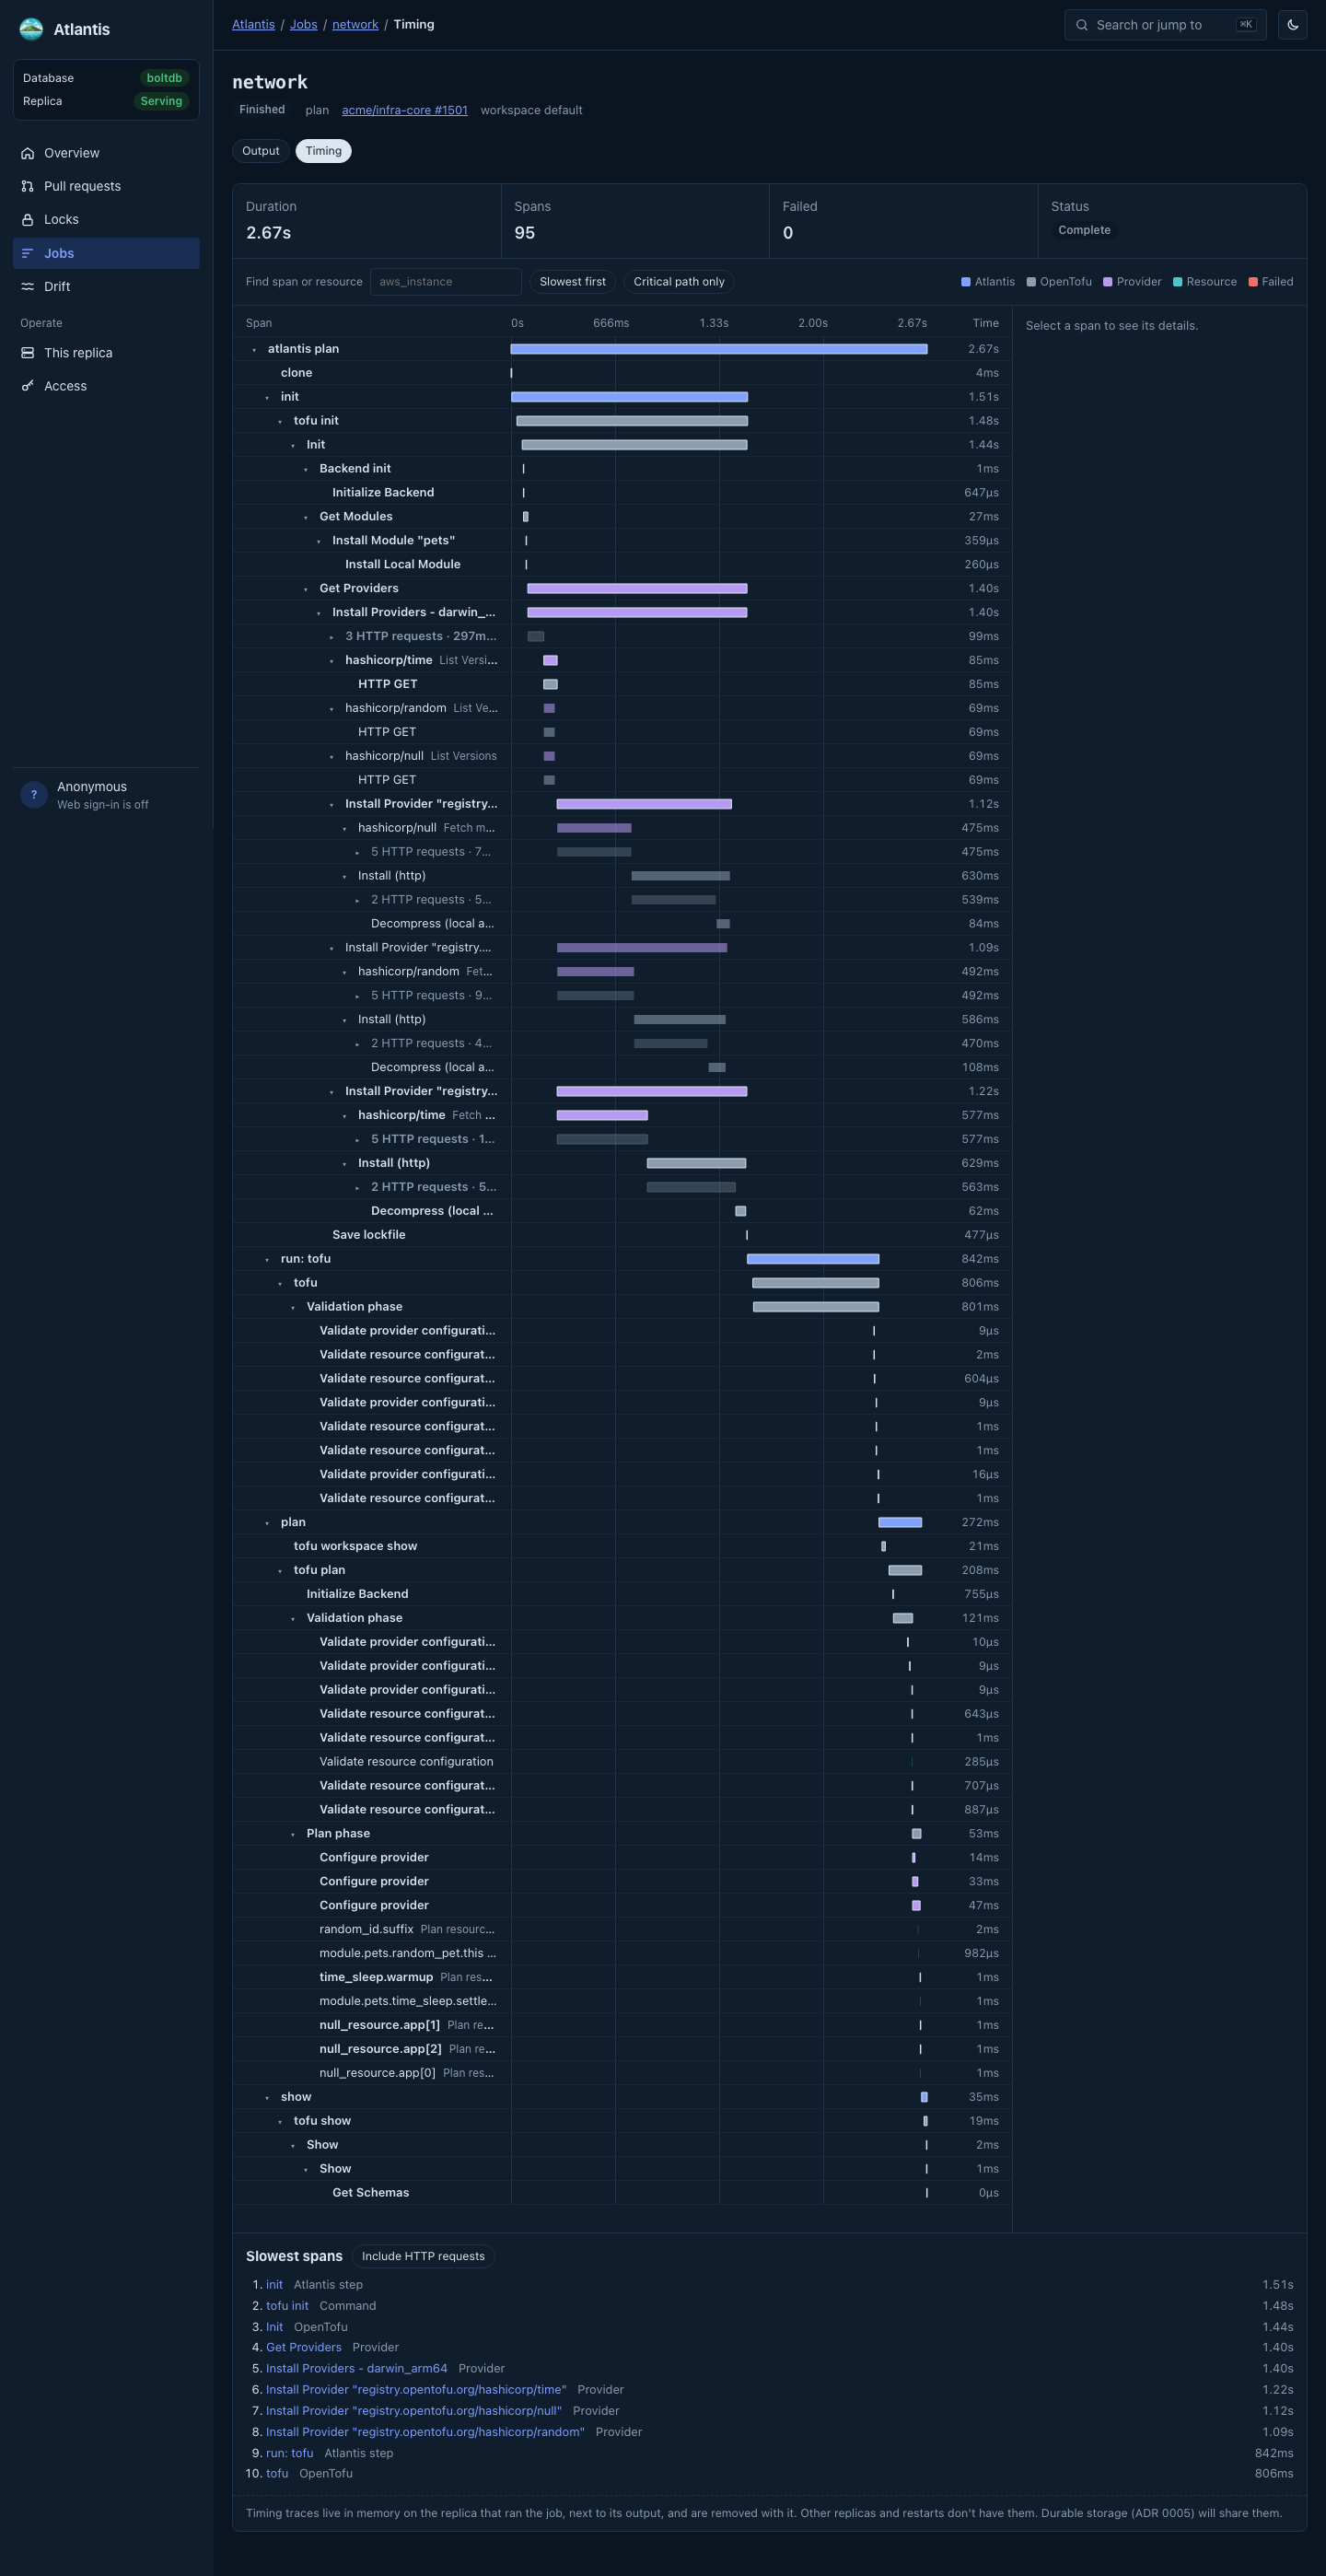 Atlantis
Database boltdb
Replica Serving
Overview
Pull requests
Locks
Jobs
Drift
Operate
This replica
Access
? Anonymous
Web sign-in is off
Atlantis / Jobs / network / Timing
Search or jump to ⌘K
network
Finished plan acme/infra-core #1501 workspace default
Output Timing
Duration Spans Failed Status
2.67s 95 0 Complete
Find span or resource aws_instance Slowest first Critical path only Atlantis OpenTofu Provider Resource Failed
Span 0s 666ms 1.33s 2.00s 2.67s Time
Select a span to see its details.
atlantis plan 2.67s
clone 4ms
init 1.51s
tofu init 1.48s
Init 1.44s
Backend init 1ms
Initialize Backend 647µs
Get Modules 27ms
Install Module "pets" 359µs
Install Local Module 260µs
Get Providers 1.40s
Install Providers - darwin_... 1.40s
3 HTTP requests · 297m... 99ms
hashicorp/time List Versi... 85ms
HTTP GET 85ms
hashicorp/random List Ve... 69ms
HTTP GET 69ms
hashicorp/null List Versions 69ms
HTTP GET 69ms
Install Provider "registry... 1.12s
hashicorp/null Fetch m... 475ms
5 HTTP requests · 7... 475ms
Install (http) 630ms
2 HTTP requests · 5... 539ms
Decompress (local a... 84ms
Install Provider "registry.... 1.09s
hashicorp/random Fet... 492ms
5 HTTP requests · 9... 492ms
Install (http) 586ms
2 HTTP requests · 4... 470ms
Decompress (local a... 108ms
Install Provider "registry... 1.22s
hashicorp/time Fetch ... 577ms
5 HTTP requests · 1... 577ms
Install (http) 629ms
2 HTTP requests · 5... 563ms
Decompress (local ... 62ms
Save lockfile 477µs
run: tofu 842ms
tofu 806ms
Validation phase 801ms
Validate provider configurati... 9µs
Validate resource configurat... 2ms
Validate resource configurat... 604µs
Validate provider configurati... 9µs
Validate resource configurat... 1ms
Validate resource configurat... 1ms
Validate provider configurati... 16µs
Validate resource configurat... 1ms
plan 272ms
tofu workspace show 21ms
tofu plan 208ms
Initialize Backend 755µs
Validation phase 121ms
Validate provider configurati... 10µs
Validate provider configurati... 9µs
Validate provider configurati... 9µs
Validate resource configurat... 643µs
Validate resource configurat... 1ms
Validate resource configuration 285µs
Validate resource configurat... 707µs
Validate resource configurat... 887µs
Plan phase 53ms
Configure provider 14ms
Configure provider 33ms
Configure provider 47ms
random_id.suffix Plan resourc... 2ms
module.pets.random_pet.this ... 982µs
time_sleep.warmup Plan res... 1ms
module.pets.time_sleep.settle... 1ms
null_resource.app[1] Plan re... 1ms
null_resource.app[2] Plan re... 1ms
null_resource.app[0] Plan res... 1ms
show 35ms
tofu show 19ms
Show 2ms
Show 1ms
Get Schemas 0µs
Slowest spans Include HTTP requests
1. init Atlantis step 1.51s
2. tofu init Command 1.48s
3. Init OpenTofu 1.44s
4. Get Providers Provider 1.40s
5. Install Providers - darwin_arm64 Provider 1.40s
6. Install Provider "registry.opentofu.org/hashicorp/time" Provider 1.22s
7. Install Provider "registry.opentofu.org/hashicorp/null" Provider 1.12s
8. Install Provider "registry.opentofu.org/hashicorp/random" Provider 1.09s
9. run: tofu Atlantis step 842ms
10. tofu OpenTofu 806ms
Timing traces live in memory on the replica that ran the job, next to its output, and are removed with it. Other replicas and restarts don't have them. Durable storage (ADR 0005) will share them.